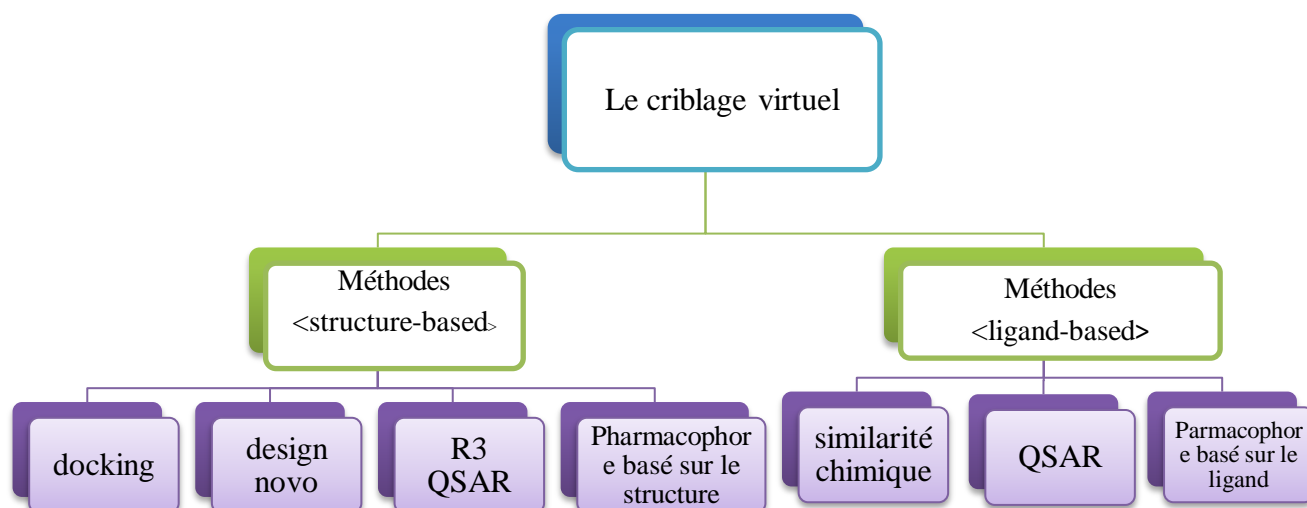 Le criblage virtuel
Méthodes
<structure-based>
Méthodes
<ligand-based>
docking
design
novo
R3
QSAR
Pharmacophor
e basé sur le
structure
similarité
chimique
QSAR
Parmacophor
e basé sur le
ligand